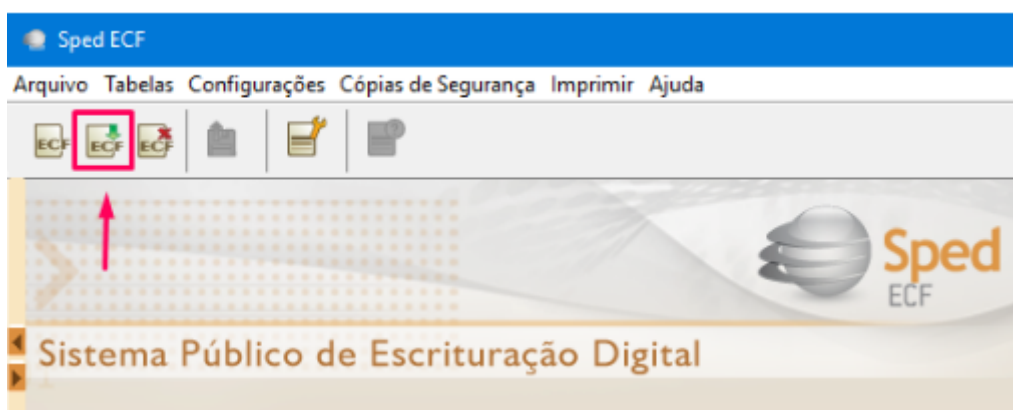 Sped ECF
Arquivo Tabelas Configurações Cópias de Segurança Imprimir Ajuda
ECF ECF ECF
Sped
ECF
Sistema Público de Escrituração Digital